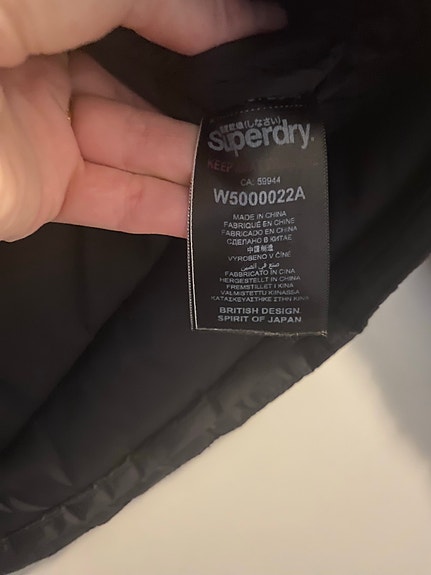 極度乾燥(しなさい)
Superdry.
KEEP
CA: 59944
W5000022A
MADE IN CHINA
FABRIQUÉ EN CHINE
FABRICADO EN CHINA
СДЕЛАНО В КИТАЕ
中国制造
VYROBENO V ČÍNĚ
صنع في الصين
FABBRICATO IN CINA
HERGESTELLT IN CHINA
FREMSTILLET I KINA
VALMISTETTU KIINASSA
ΚΑΤΑΣΚΕΥΑΣΤΗΚΕ ΣΤΗΝ ΚΙΝΑ
BRITISH DESIGN
SPIRIT OF JAPAN